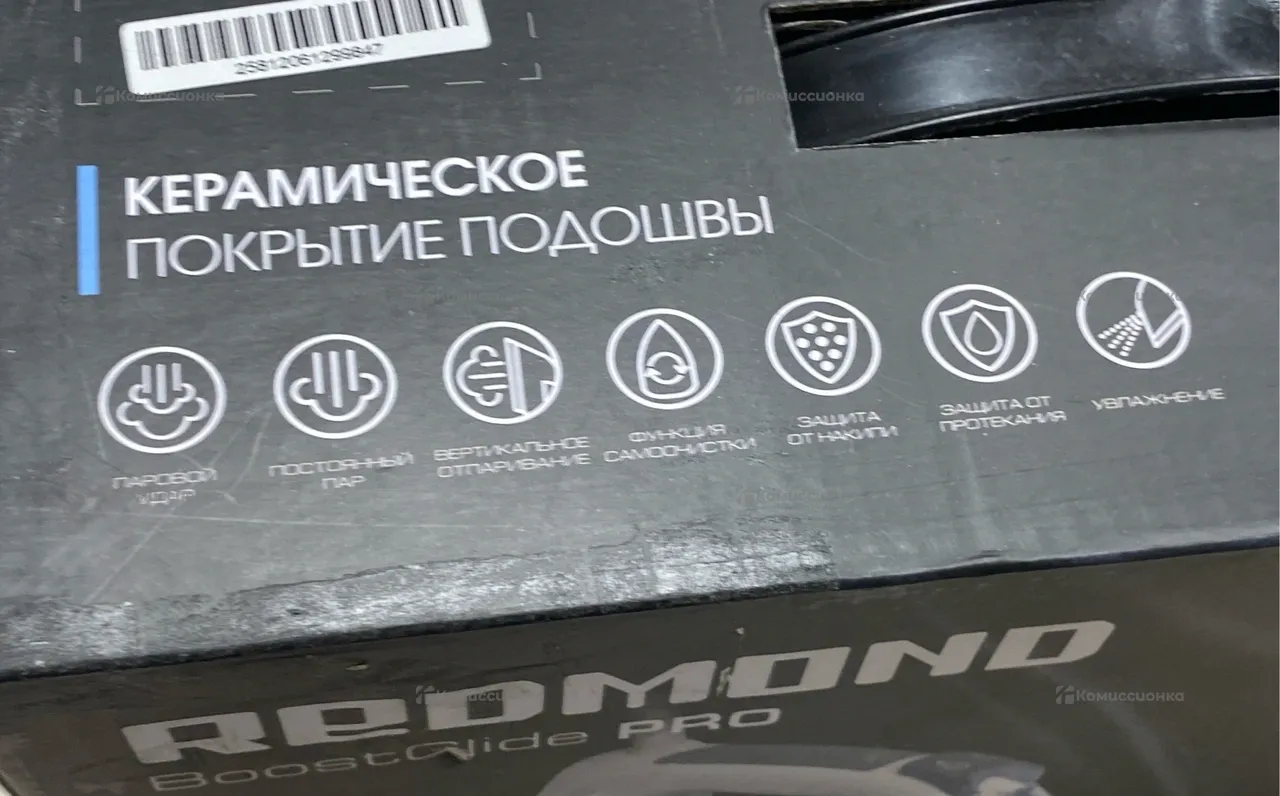 25812061299847
КЕРАМИЧЕСКОЕ
ПОКРЫТИЕ ПОДОШВЫ
ПАРОВОЙ
УДАР
ПОСТОЯННЫЙ
ПАР
ВЕРТИКАЛЬНОЕ
ОТПАРИВАНИЕ
ФУНКЦИЯ
САМООЧИСТКИ
ЗАЩИТА
ОТ НАКИПИ
ЗАЩИТА ОТ
ПРОТЕКАНИЯ
УВЛАЖНЕНИЕ
REDMOND
BoostGlide PRO
Комиссионка
Комиссионка
Комиссионка